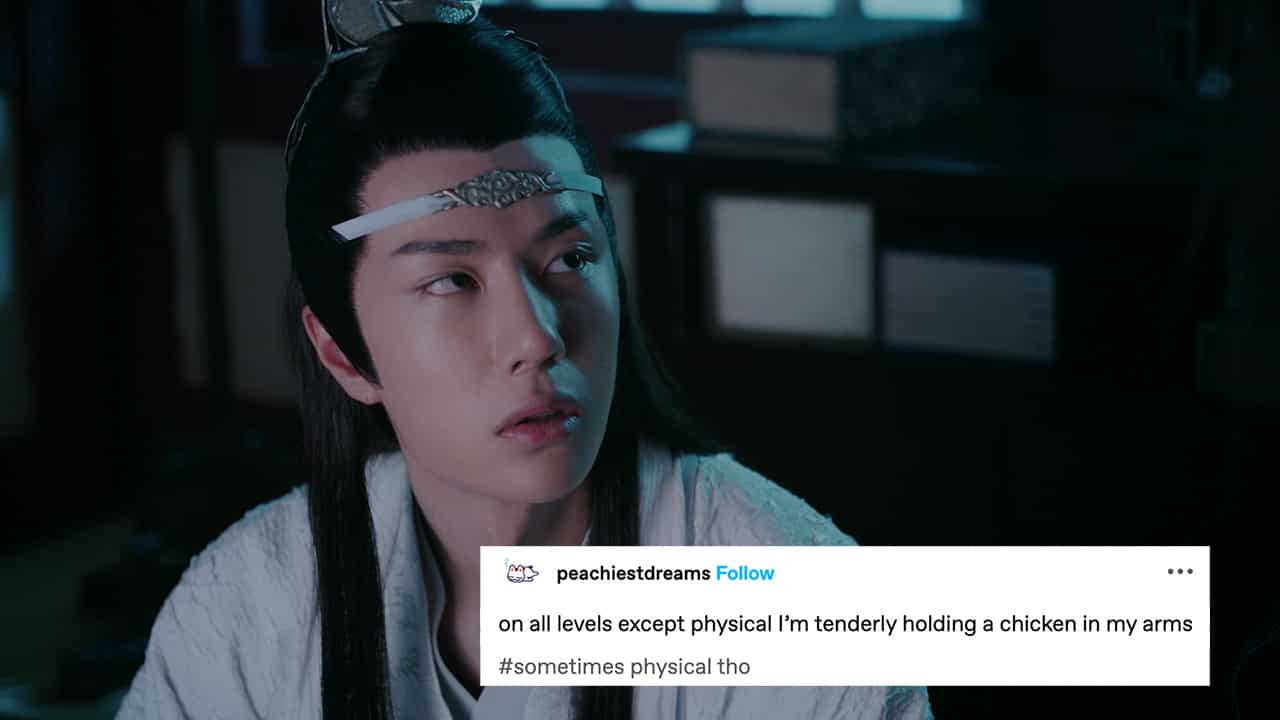 peachiestdreams Follow
on all levels except physical I'm tenderly holding a chicken in my arms
#sometimes physical tho